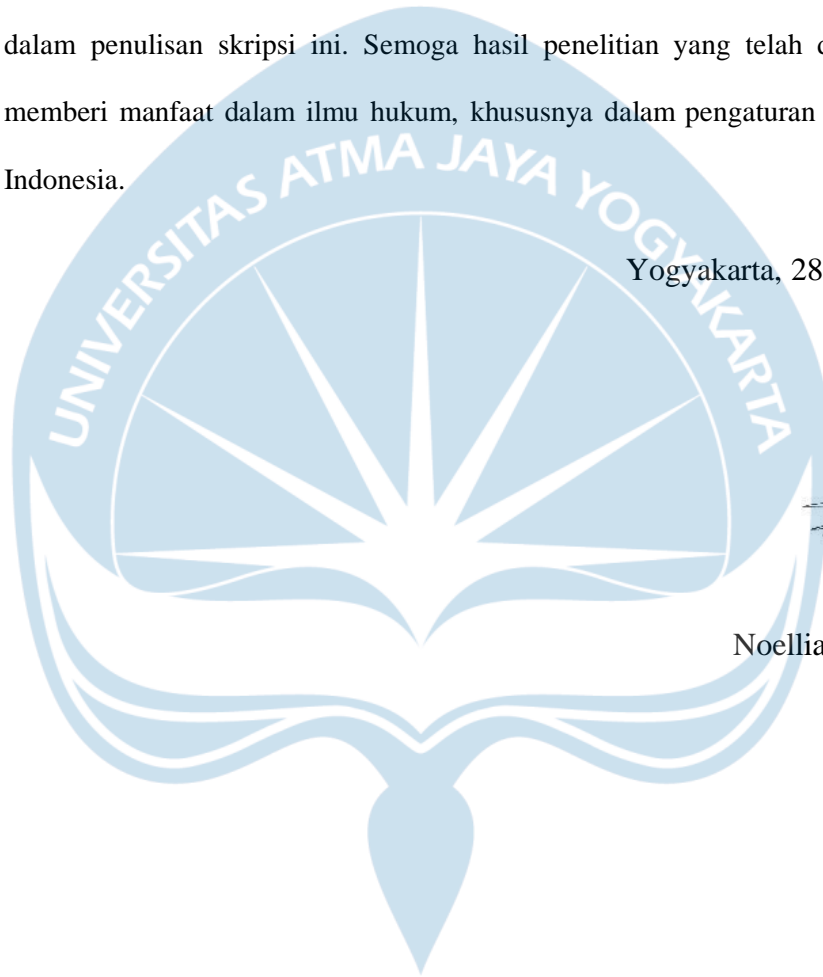 dalam penulisan skripsi ini. Semoga hasil penelitian yang telah d
memberi manfaat dalam ilmu hukum, khususnya dalam pengaturan
Indonesia.
UNIVERSITAS ATMA JAYA YOGYAKARTA
Yogyakarta, 28
Noellia